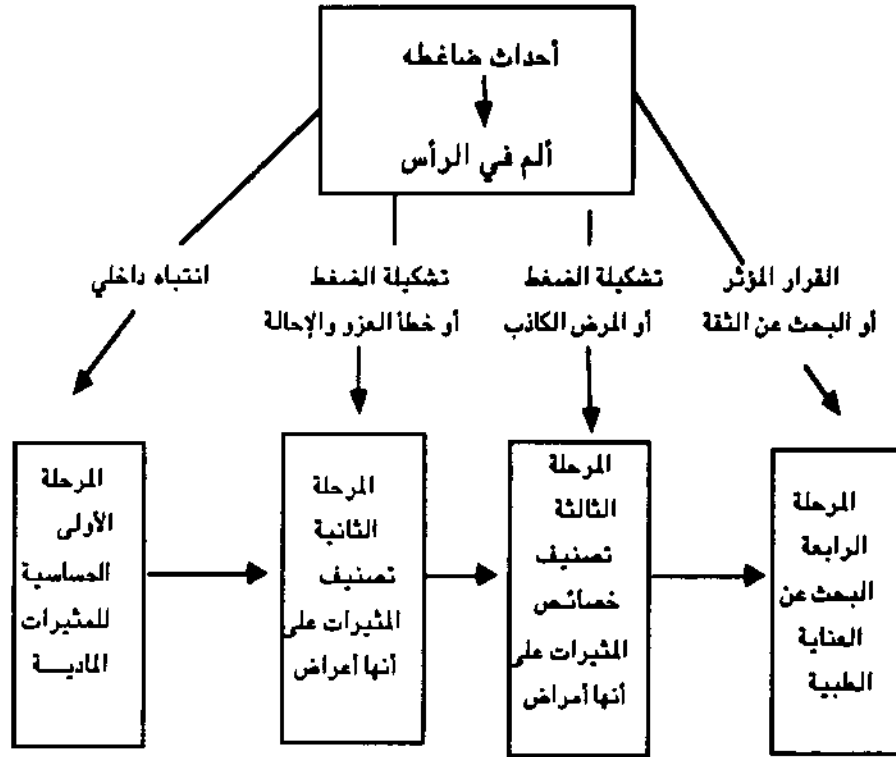 أحداث ضاغطه
ألم في الرأس
القرار المؤثر
أو البحث عن الثقة
تشكيلة الضغط
أو المرض الكاذب
تشكيلة الضغط
أو خطأ العزو والإحالة
انتباه داخلي
المرحلة
الأولى
الحساسية
للمثيرات
الماديـــة
المرحلة
الثانية
تصنيف
المثيرات على
أنها أعراض
المرحلة
الثالثة
تصنيف
خصائص
المثيرات على
أنها أمراض
المرحلة
الرابعة
البحث عن
العناية
الطبية